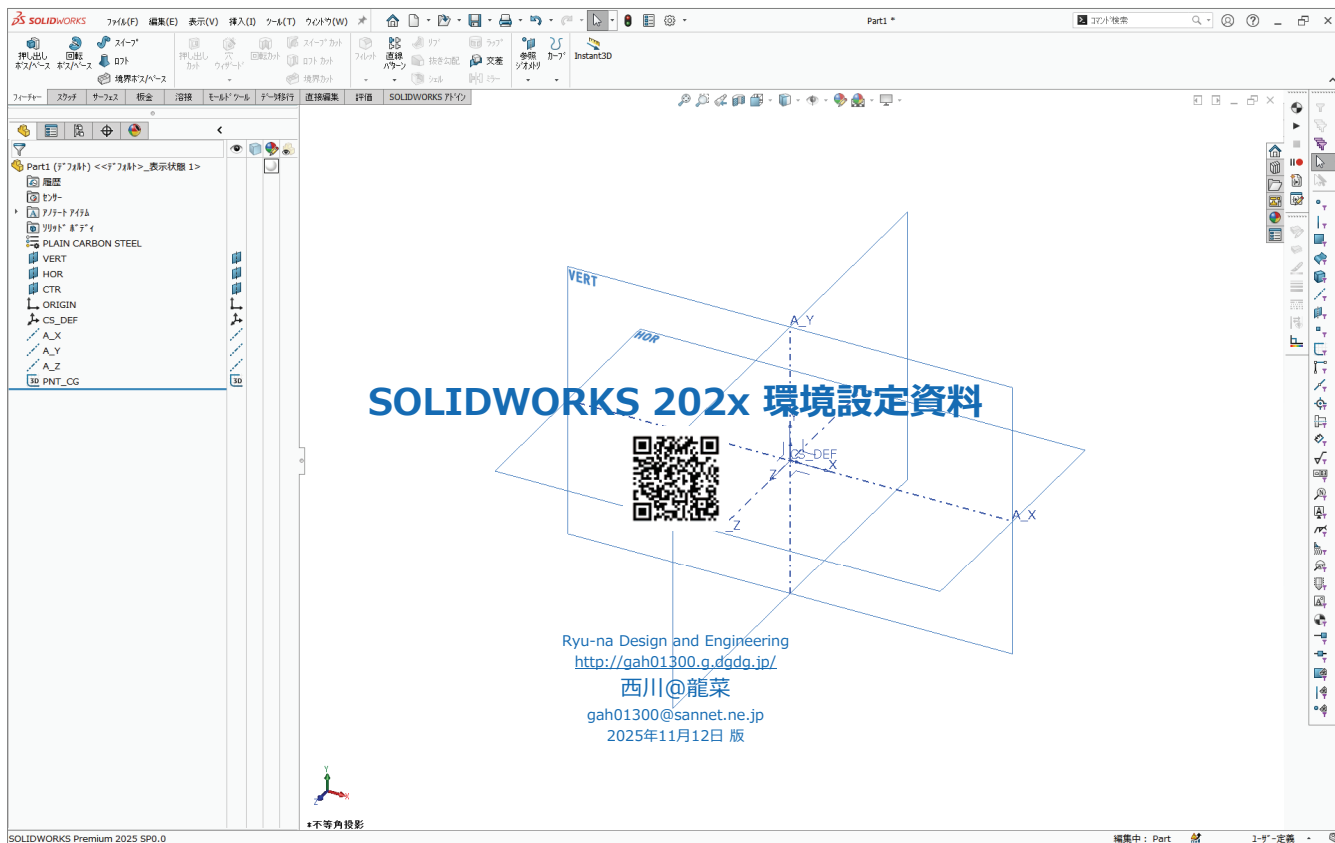 SOLIDWORKS ファイル(F) 編集(E) 表示(V) 挿入(I) ツール(T) ウィンドウ(W) Part1 * コマンド検索
押し出し ボス/ベース
回転 ボス/ベース
スイープ
ロフト
境界ボス/ベース
押し出し カット
穴 ウィザード
回転カット
スイープ カット
ロフト カット
境界カット
フィレット
直線 パターン
リブ
抜き勾配
シェル
ラップ
交差
ミラー
参照 ジオメトリ
カーブ
Instant3D
フィーチャー スケッチ サーフェス 板金 溶接 モールド ツール データ移行 直接編集 評価 SOLIDWORKS アドイン
Part1 (デフォルト) <<デフォルト>_表示状態 1>
履歴
センサー
アノテート アイテム
ソリッド ボディ
PLAIN CARBON STEEL
VERT
HOR
CTR
ORIGIN
CS_DEF
A_X
A_Y
A_Z
3D PNT_CG
3D
VERT
HOR
A_Y
SOLIDWORKS 202x 環境設定資料
CS_DEF
X
Z
_Z
A_X
Ryu-na Design and Engineering
http://gah01300.g.dgdg.jp/
西川@龍菜
gah01300@sannet.ne.jp
2025年11月12日 版
Y
X
Z
*不等角投影
SOLIDWORKS Premium 2025 SP0.0 編集中 : Part ユーザー定義